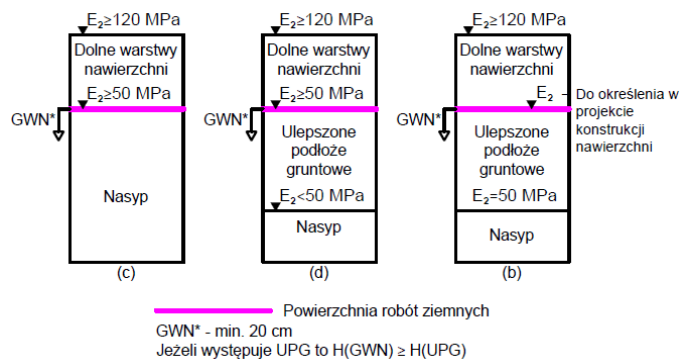 E₂≥120 MPa
Dolne warstwy
nawierzchni
E₂≥50 MPa
GWN*
Nasyp
(c)
E₂≥120 MPa
Dolne warstwy
nawierzchni
E₂≥50 MPa
GWN*
Ulepszone
podłoże
gruntowe
E₂<50 MPa
Nasyp
(d)
E₂≥120 MPa
Dolne warstwy
nawierzchni
E₂ - Do określenia w
projekcie
konstrukcji
nawierzchni
GWN*
Ulepszone
podłoże
gruntowe
E₂=50 MPa
Nasyp
(b)
Powierzchnia robót ziemnych
GWN* - min. 20 cm
Jeżeli występuje UPG to H(GWN) ≥ H(UPG)